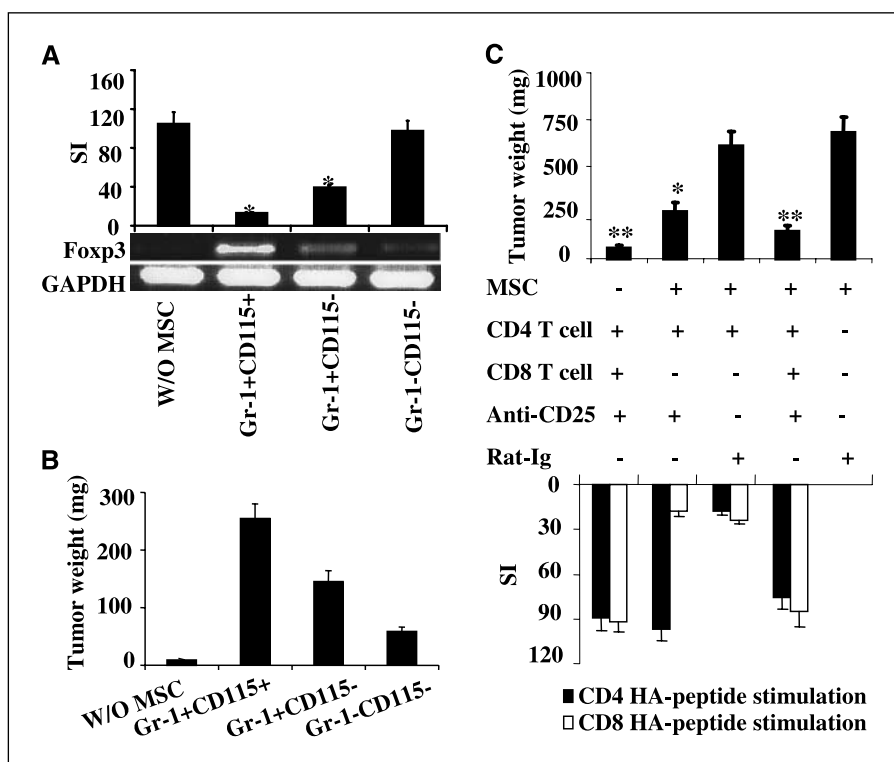 A
160
120
80
40
0
SI
*
*
Foxp3
GAPDH
W/O MSC
Gr-1+CD115+
Gr-1+CD115-
Gr-1-CD115-
B
300
200
100
0
Tumor weight (mg)
W/O MSC
Gr-1+CD115+
Gr-1+CD115-
Gr-1-CD115-
C
1000
750
500
250
0
Tumor weight (mg)
**
*
**
MSC - + + + +
CD4 T cell + + + + -
CD8 T cell + - - + -
Anti-CD25 + + - + -
Rat-Ig - - + - +
0
30
60
90
120
SI
CD4 HA-peptide stimulation
CD8 HA-peptide stimulation